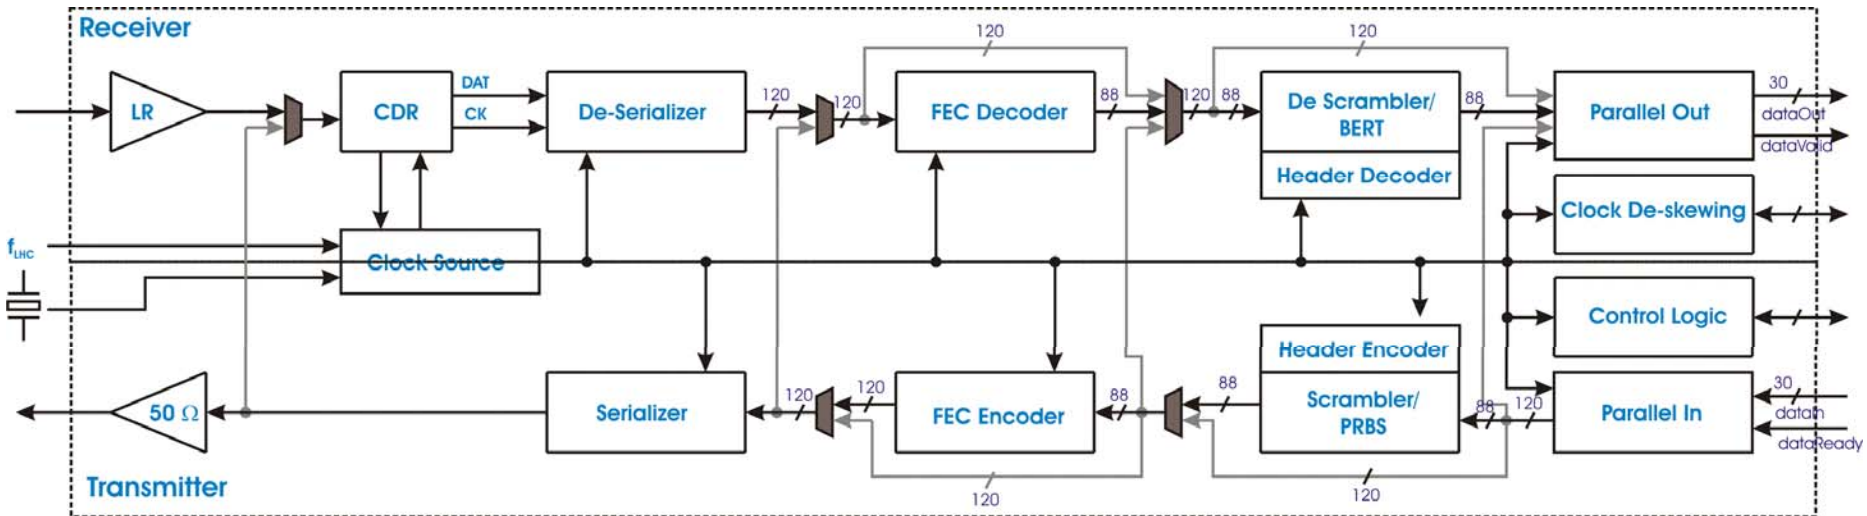 Receiver
120
120
LR
CDR
DAT
CK
De-Serializer
120
120
FEC Decoder
88
120
88
De Scrambler/
BERT
Header Decoder
88
Parallel Out
30
dataOut
dataValid
Clock De-skewing
fLHC
Clock Source
Control Logic
Header Encoder
Scrambler/
PRBS
50 Ω
Serializer
120
120
FEC Encoder
88
88
88
120
Parallel In
30
dataIn
dataReady
Transmitter
120
120